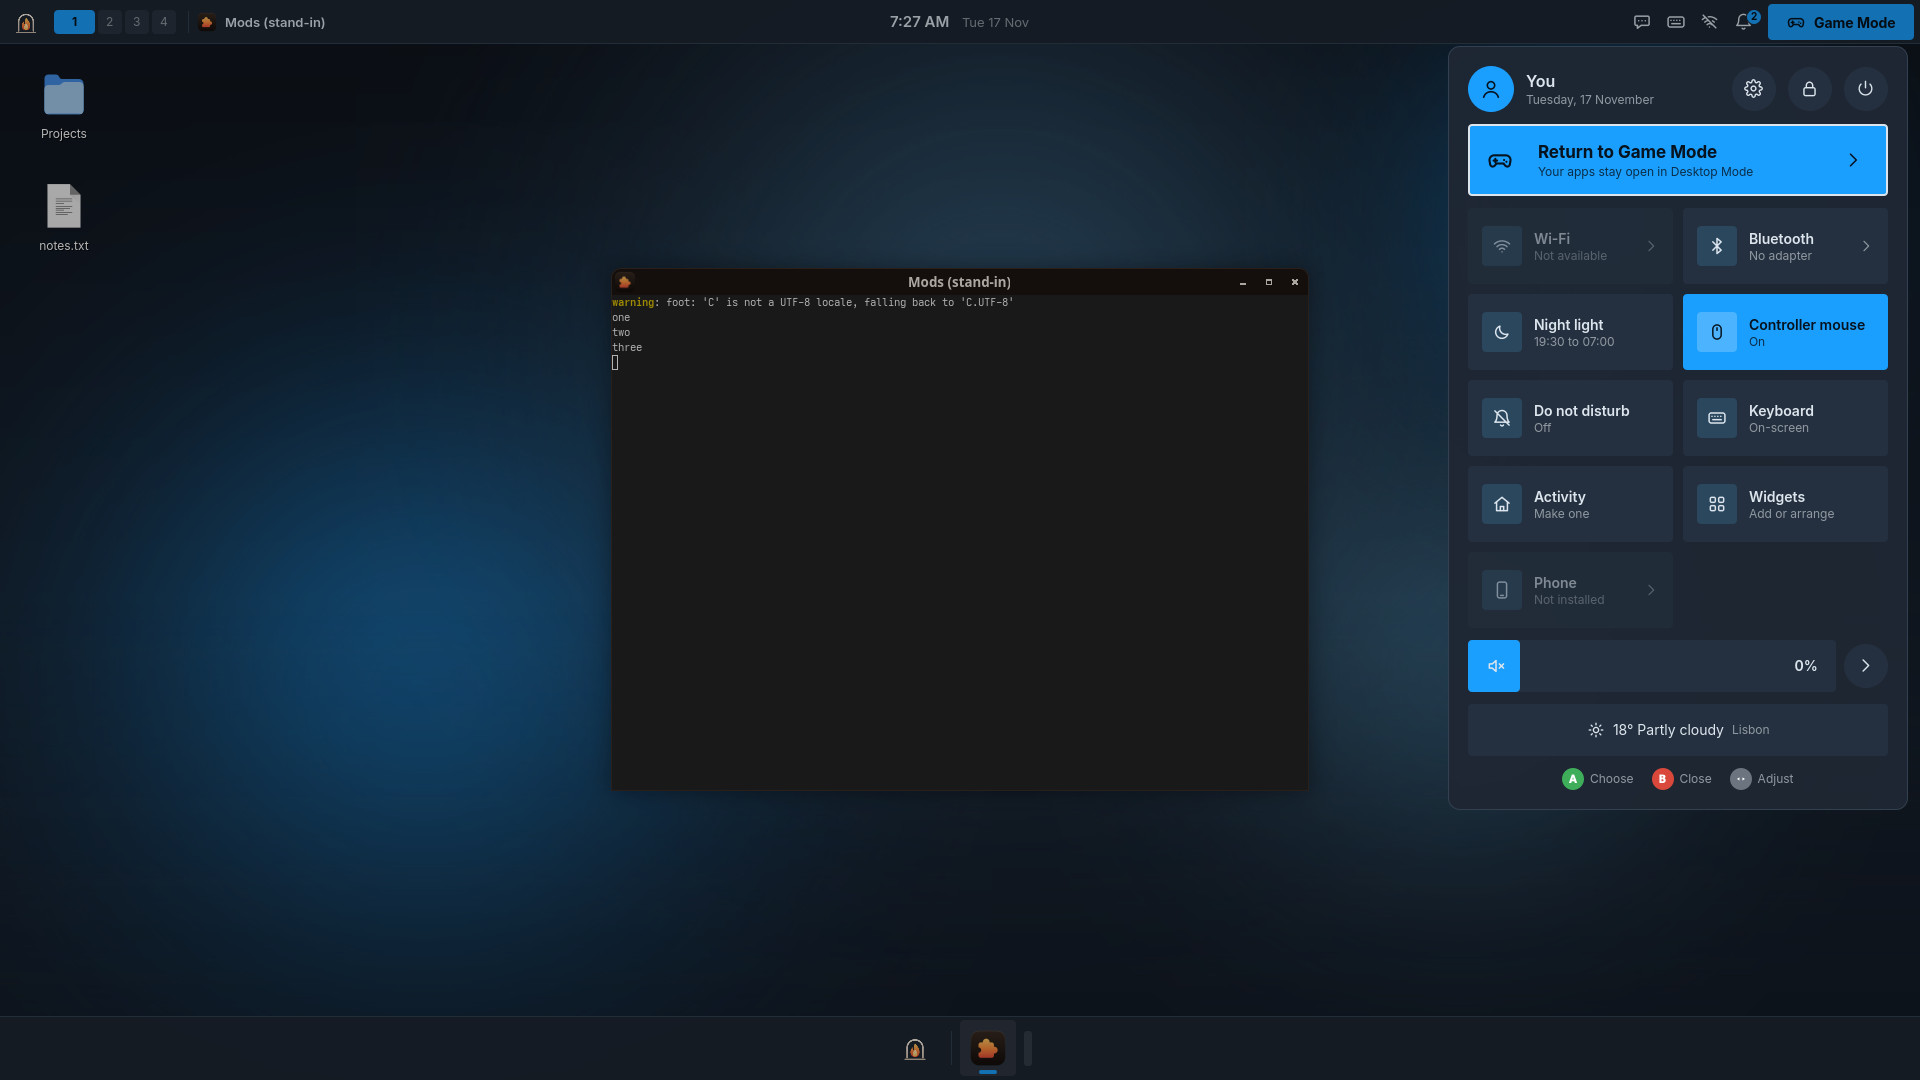 1 2 3 4 Mods (stand-in)
7:27 AM Tue 17 Nov
2
Game Mode
Projects
notes.txt
Mods (stand-in)
warning: foot: 'C' is not a UTF-8 locale, falling back to 'C.UTF-8'
one
two
three
You
Tuesday, 17 November
Return to Game Mode
Your apps stay open in Desktop Mode
Wi-Fi
Not available
Bluetooth
No adapter
Night light
19:30 to 07:00
Controller mouse
On
Do not disturb
Off
Keyboard
On-screen
Activity
Make one
Widgets
Add or arrange
Phone
Not installed
0%
18° Partly cloudy Lisbon
A Choose B Close Adjust